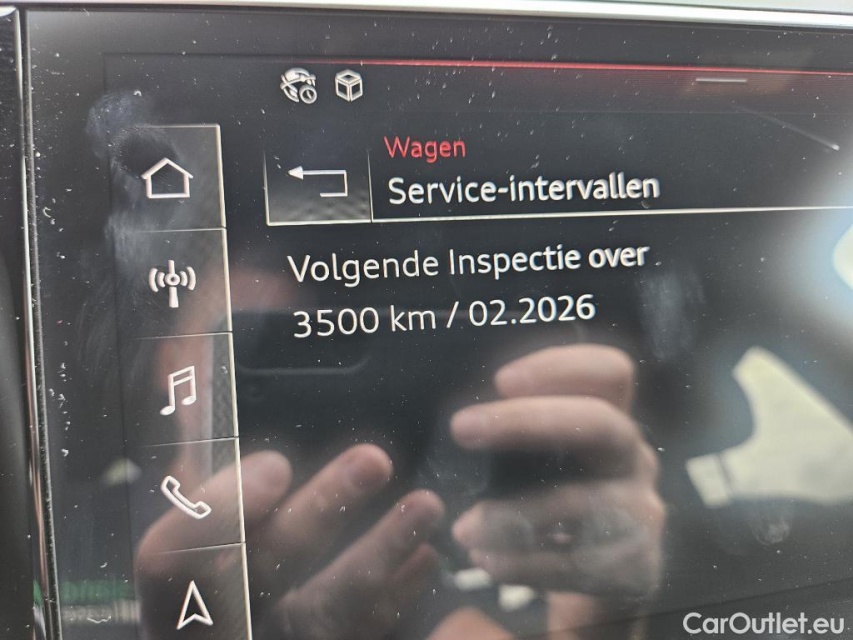 Wagen
Service-intervallen
Volgende Inspectie over
3500 km / 02.2026
CarOutlet.eu